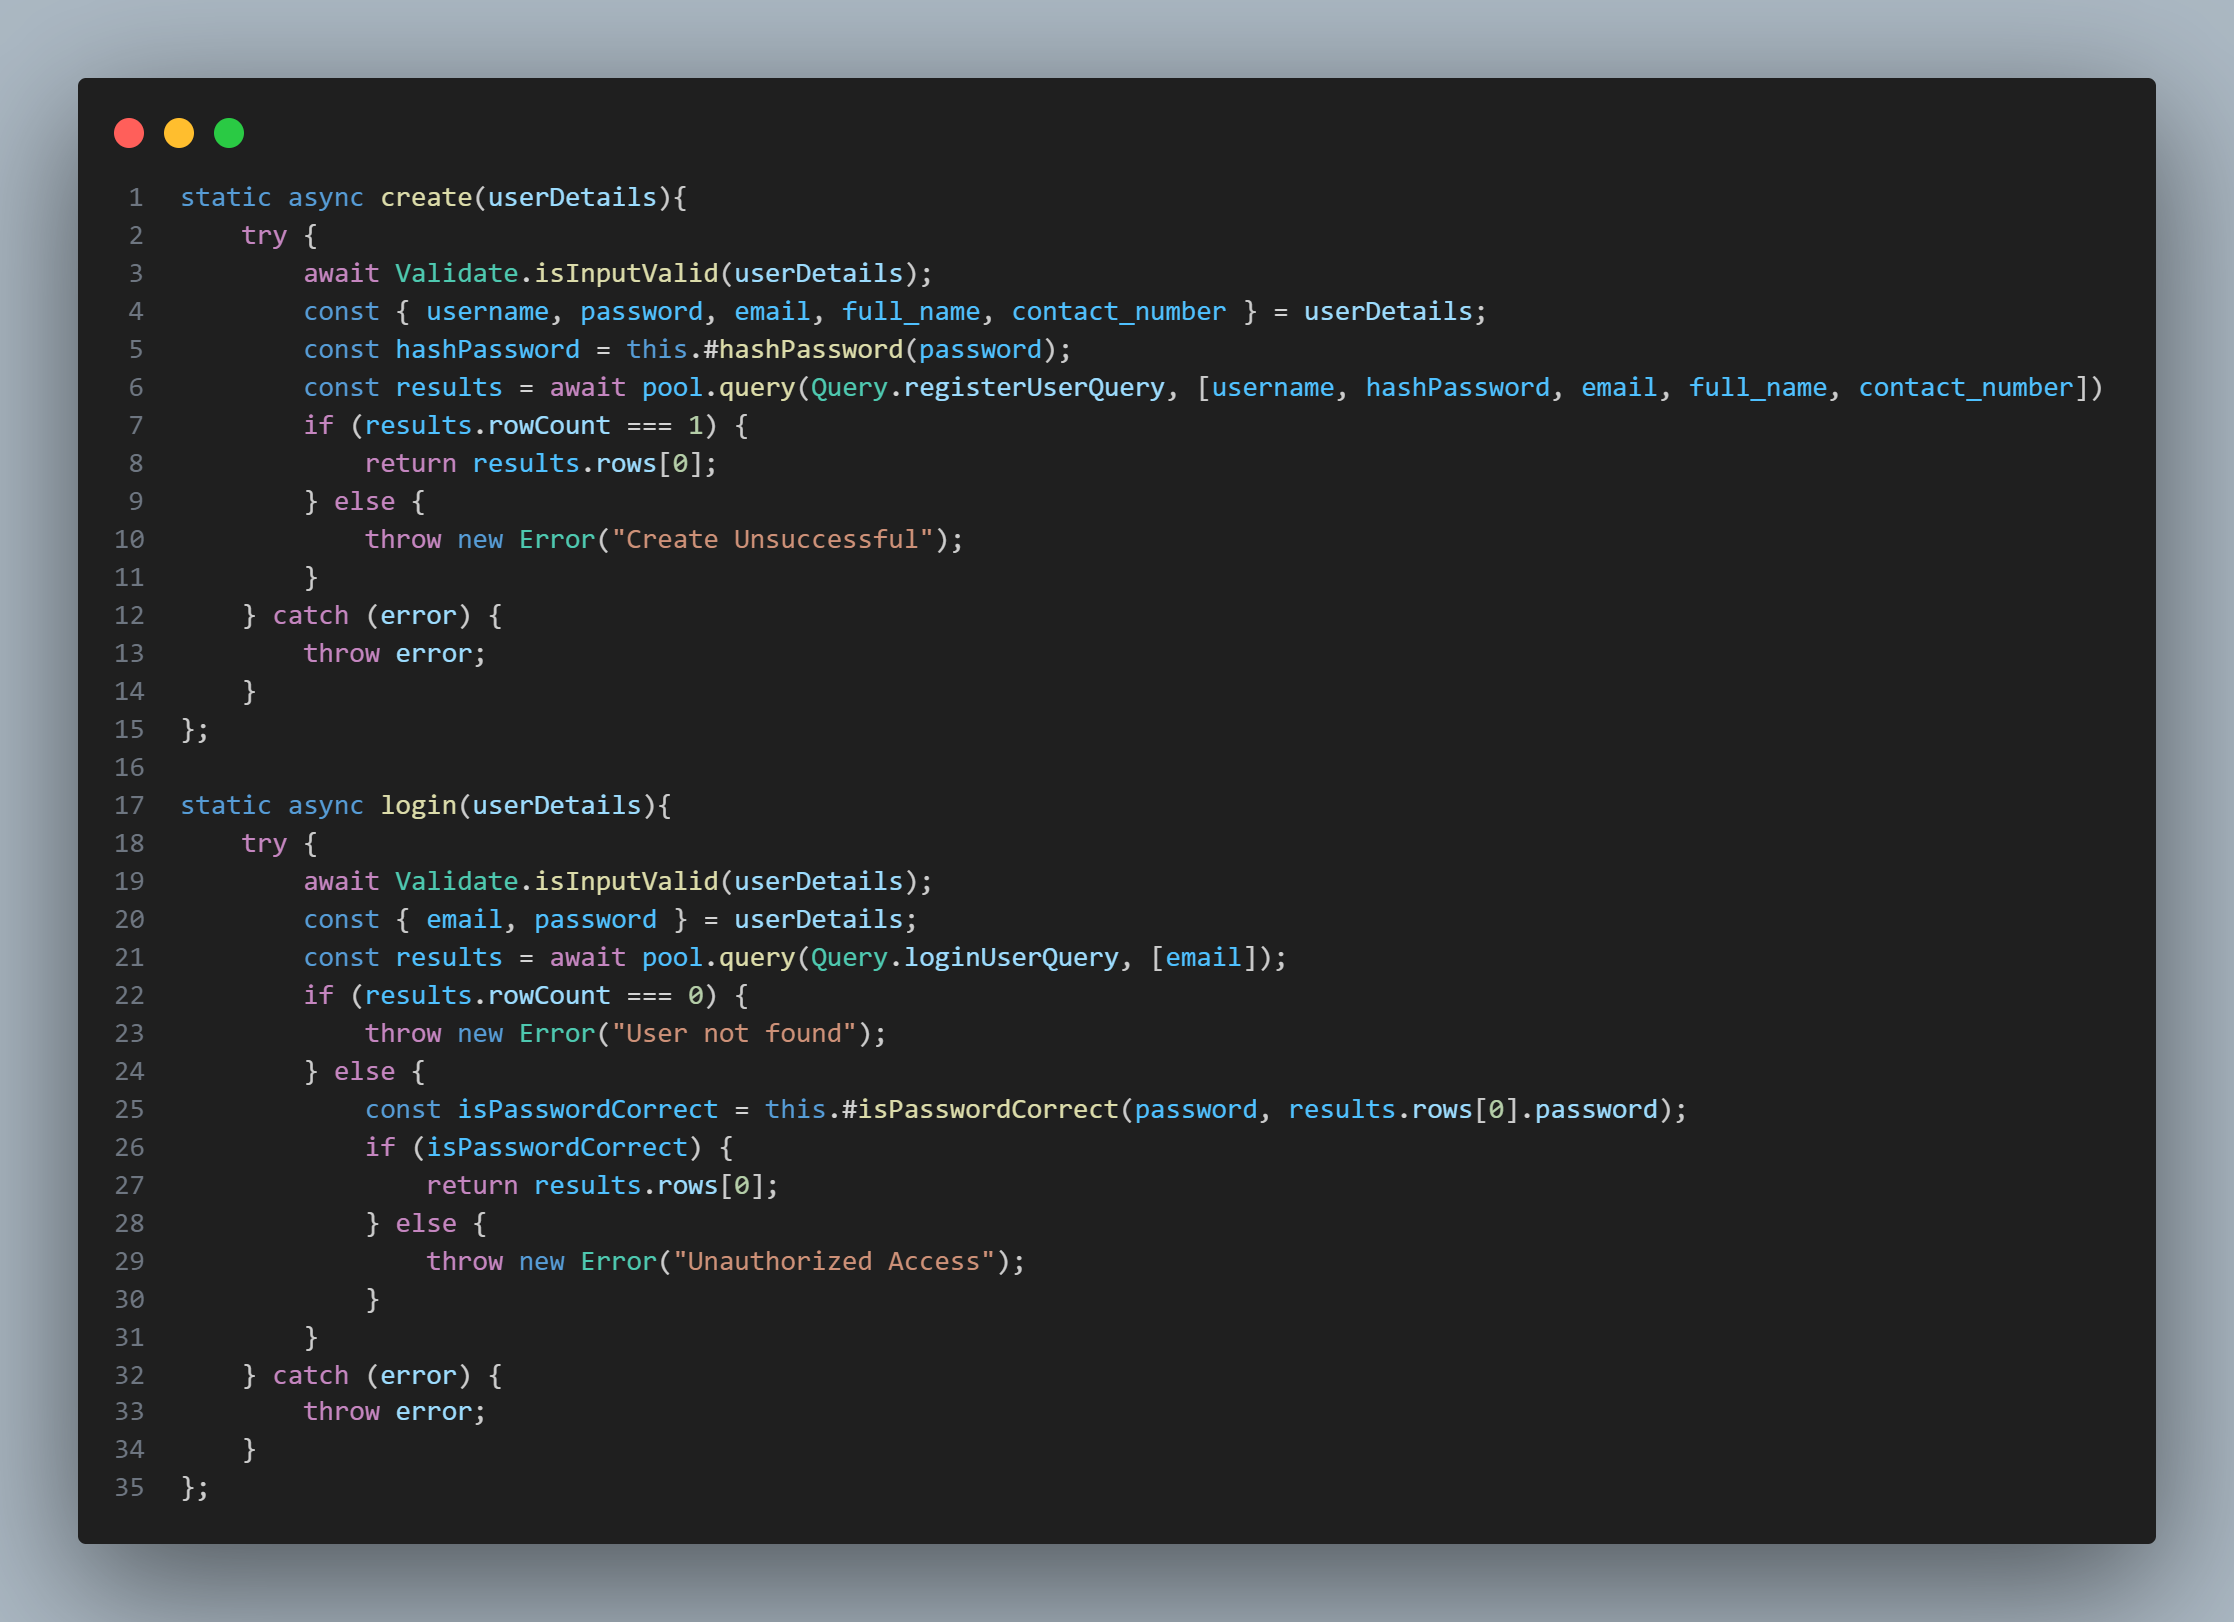 1 static async create(userDetails){
2     try {
3         await Validate.isInputValid(userDetails);
4         const { username, password, email, full_name, contact_number } = userDetails;
5         const hashPassword = this.#hashPassword(password);
6         const results = await pool.query(Query.registerUserQuery, [username, hashPassword, email, full_name, contact_number])
7         if (results.rowCount === 1) {
8             return results.rows[0];
9         } else {
10             throw new Error("Create Unsuccessful");
11         }
12     } catch (error) {
13         throw error;
14     }
15 };
16
17 static async login(userDetails){
18     try {
19         await Validate.isInputValid(userDetails);
20         const { email, password } = userDetails;
21         const results = await pool.query(Query.loginUserQuery, [email]);
22         if (results.rowCount === 0) {
23             throw new Error("User not found");
24         } else {
25             const isPasswordCorrect = this.#isPasswordCorrect(password, results.rows[0].password);
26             if (isPasswordCorrect) {
27                 return results.rows[0];
28             } else {
29                 throw new Error("Unauthorized Access");
30             }
31         }
32     } catch (error) {
33         throw error;
34     }
35 };